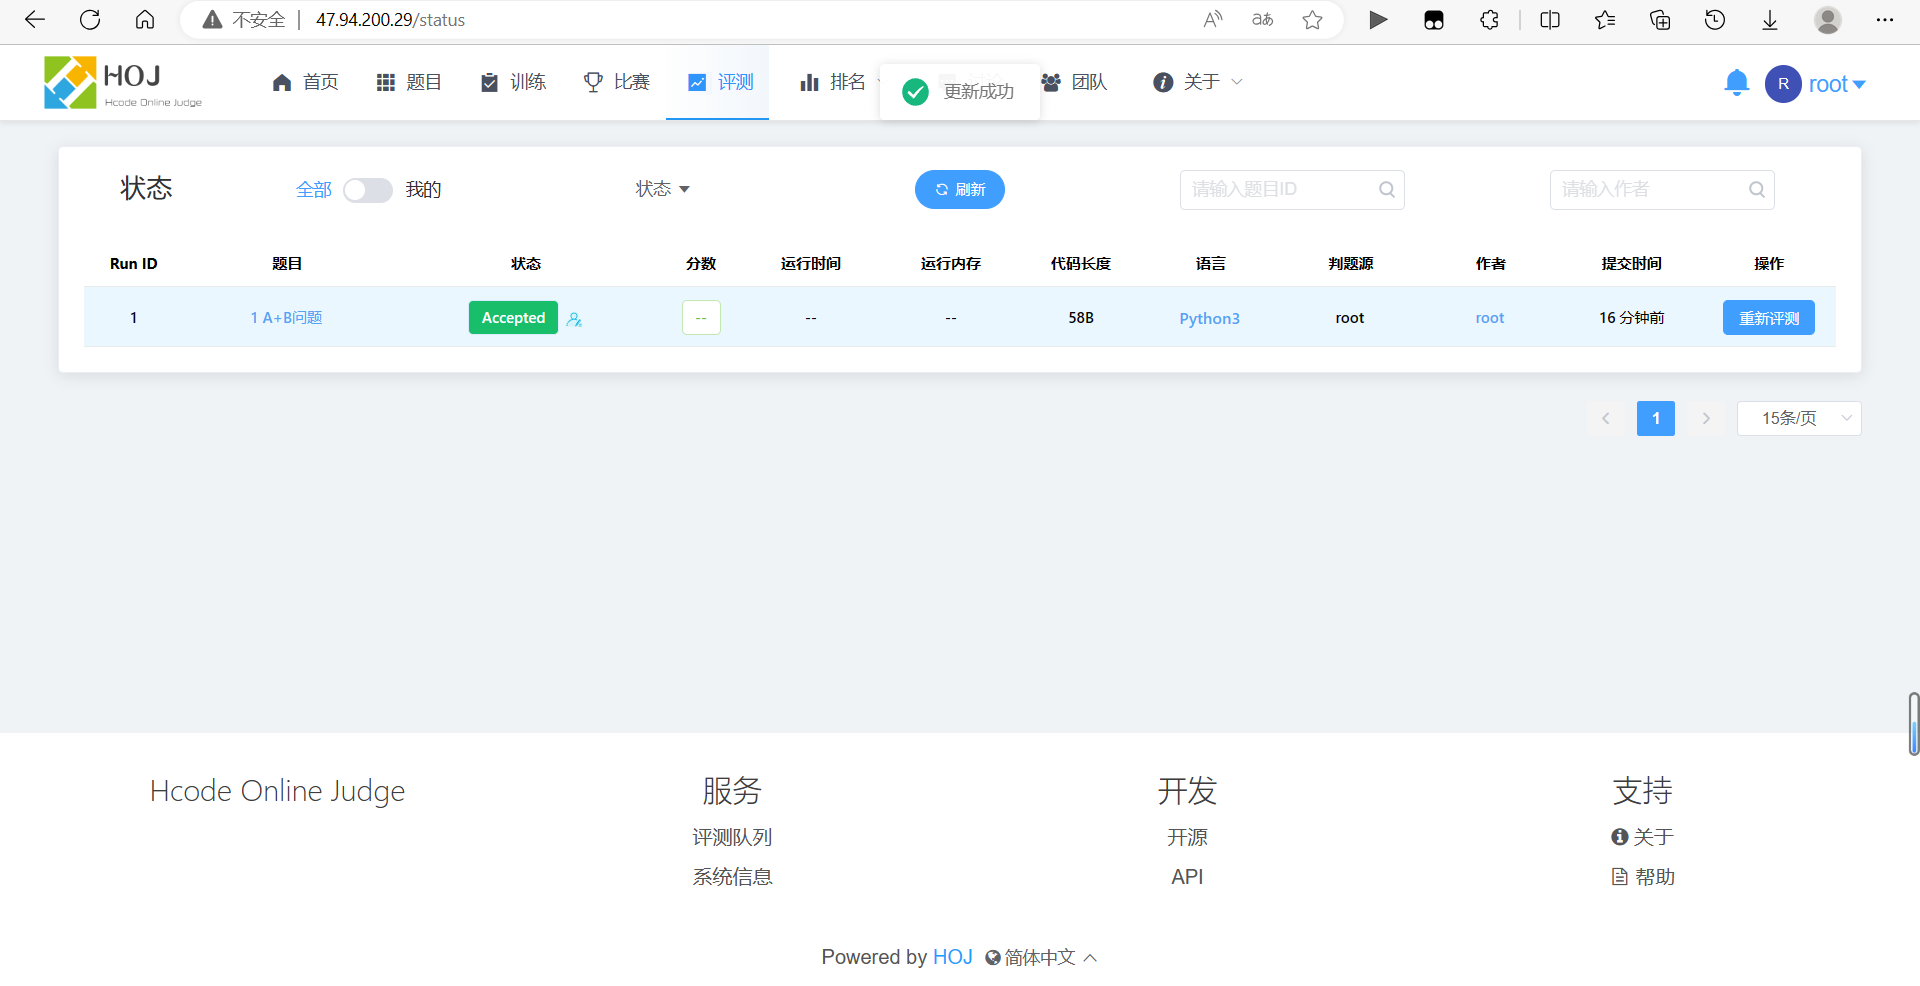 不安全 | 47.94.200.29/status
HOJ
Hcode Online Judge
首页 题目 训练 比赛 评测 排名 团队 关于
更新成功
R root
状态 全部 我的 状态 刷新 请输入题目ID 请输入作者
Run ID 题目 状态 分数 运行时间 运行内存 代码长度 语言 判题源 作者 提交时间 操作
1 1 A+B问题 Accepted -- -- -- 58B Python3 root root 16 分钟前 重新评测
1 15条/页
Hcode Online Judge 服务 开发 支持
评测队列 开源 关于
系统信息 API 帮助
Powered by HOJ 简体中文